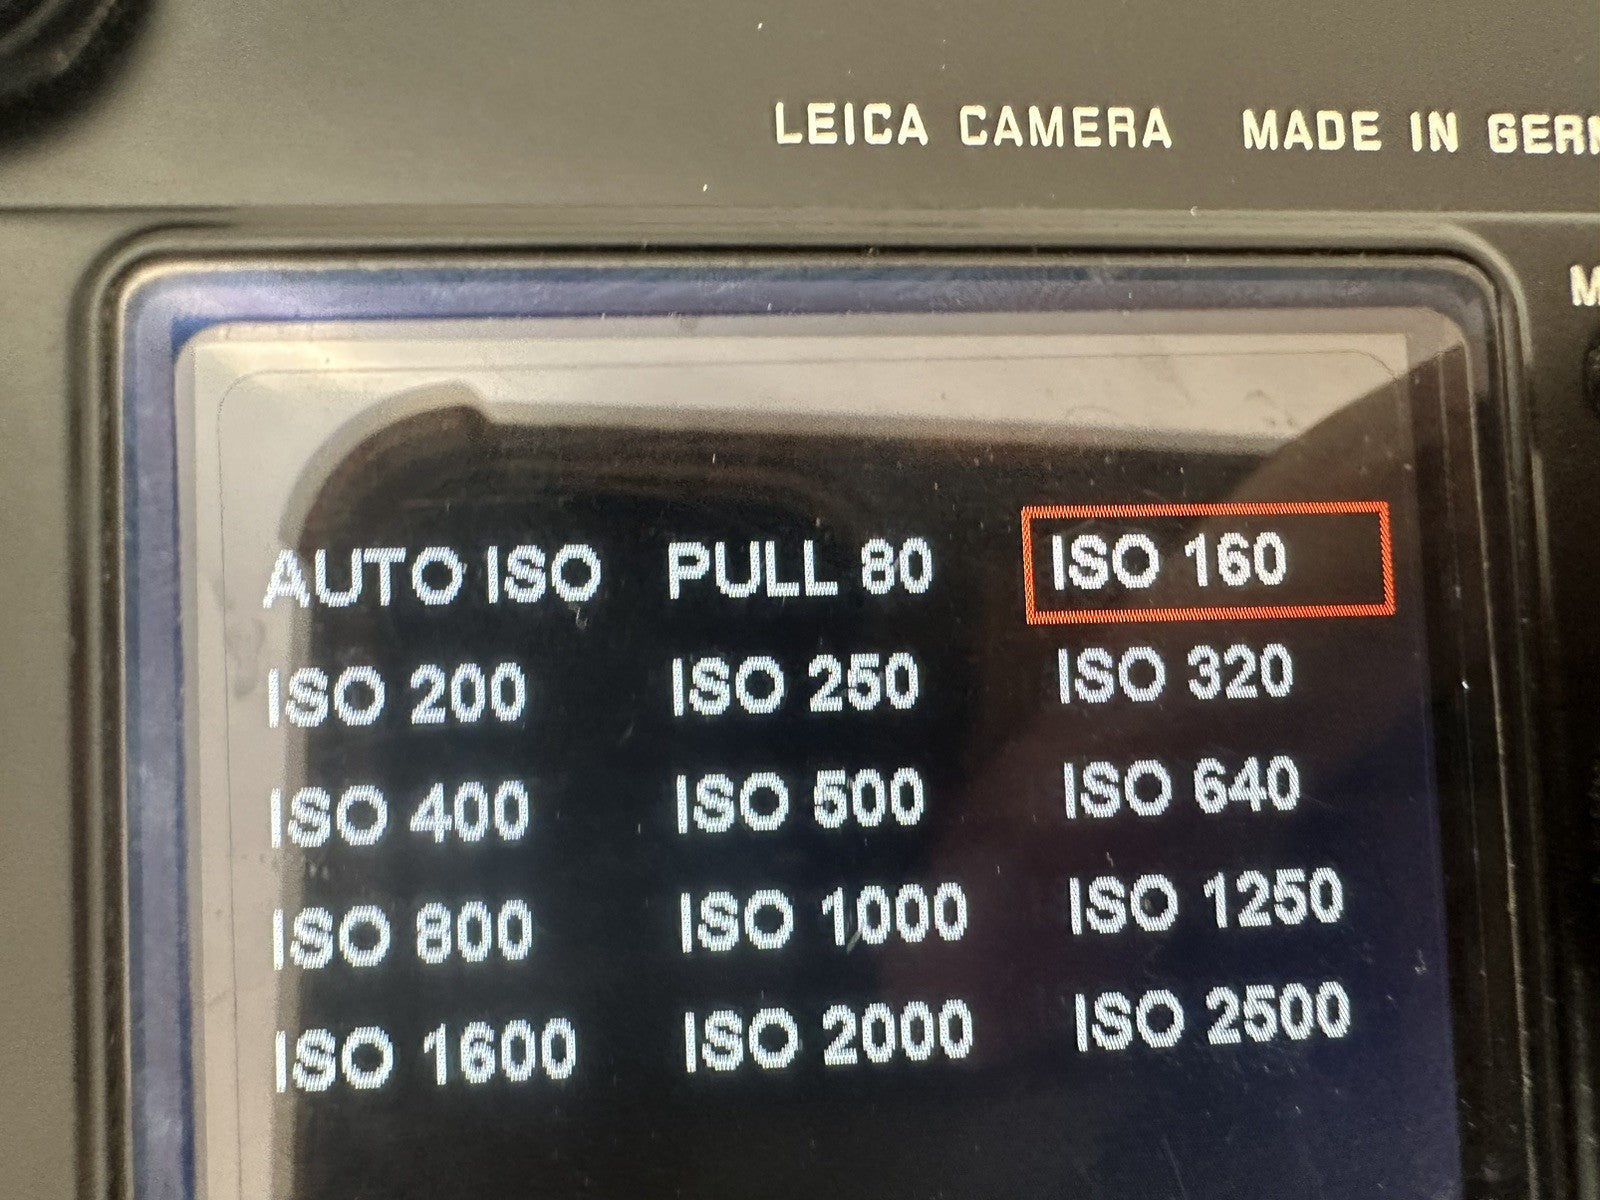 LEICA CAMERA MADE IN GERM
M
AUTO ISO PULL 80 ISO 160
ISO 200 ISO 250 ISO 320
ISO 400 ISO 500 ISO 640
ISO 800 ISO 1000 ISO 1250
ISO 1600 ISO 2000 ISO 2500